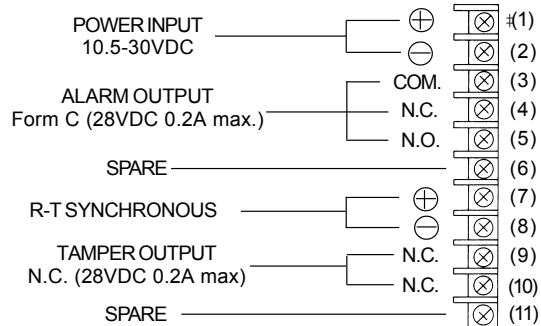 POWER INPUT
10.5-30VDC
⊕ ‡(1)
⊖ (2)
ALARM OUTPUT
Form C (28VDC 0.2A max.)
COM. (3)
N.C. (4)
N.O. (5)
SPARE (6)
R-T SYNCHRONOUS
⊕ (7)
⊖ (8)
TAMPER OUTPUT
N.C. (28VDC 0.2A max)
N.C. (9)
N.C. (10)
SPARE (11)